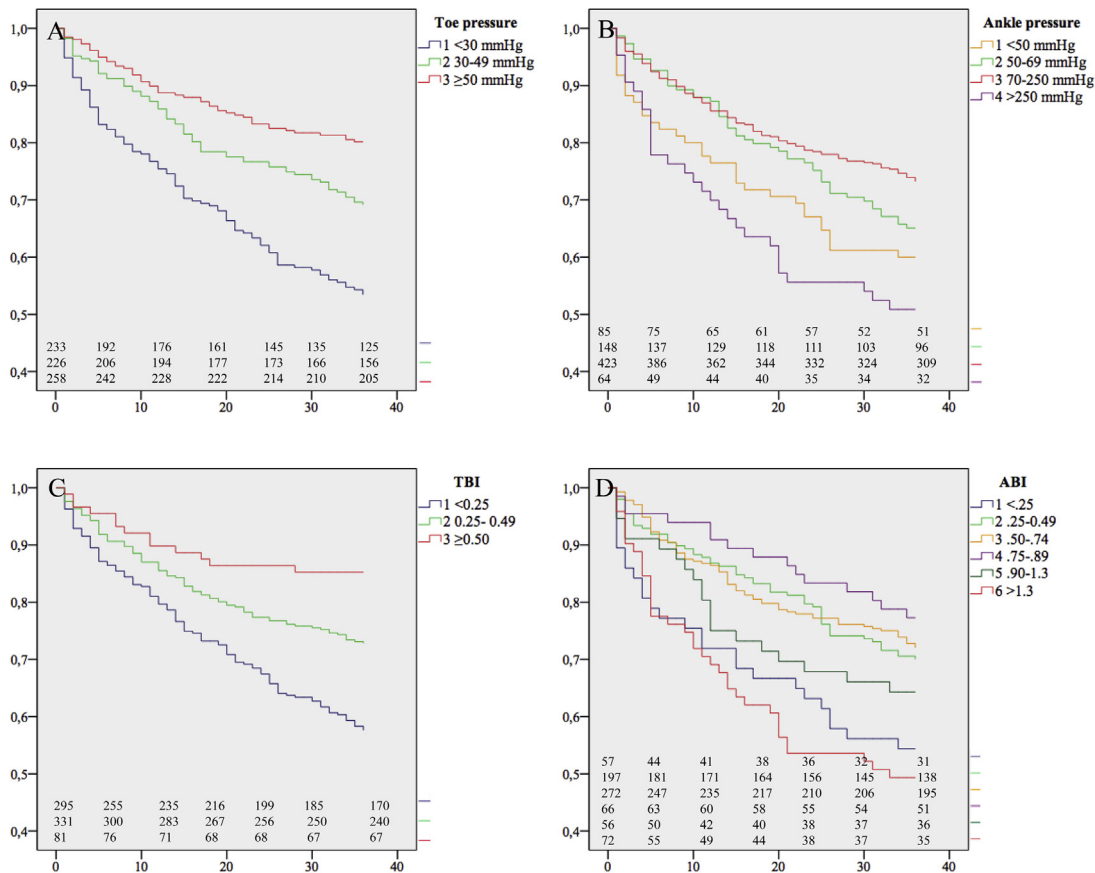 A
Toe pressure
1 <30 mmHg
2 30-49 mmHg
3 ≥50 mmHg
1,0
0,9
0,8
0,7
0,6
0,5
0,4
233 192 176 161 145 135 125
226 206 194 177 173 166 156
258 242 228 222 214 210 205
0 10 20 30 40
B
Ankle pressure
1 <50 mmHg
2 50-69 mmHg
3 70-250 mmHg
4 >250 mmHg
1,0
0,9
0,8
0,7
0,6
0,5
0,4
85 75 65 61 57 52 51
148 137 129 118 111 103 96
423 386 362 344 332 324 309
64 49 44 40 35 34 32
0 10 20 30 40
C
TBI
1 <0.25
2 0.25- 0.49
3 ≥0.50
1,0
0,9
0,8
0,7
0,6
0,5
0,4
295 255 235 216 199 185 170
331 300 283 267 256 250 240
81 76 71 68 68 67 67
0 10 20 30 40
D
ABI
1 <.25
2 .25-0.49
3 .50-.74
4 .75-.89
5 .90-1.3
6 >1.3
1,0
0,9
0,8
0,7
0,6
0,5
0,4
57 44 41 38 36 32 31
197 181 171 164 156 145 138
272 247 235 217 210 206 195
66 63 60 58 55 54 51
56 50 42 40 38 37 36
72 55 49 44 38 37 35
0 10 20 30 40